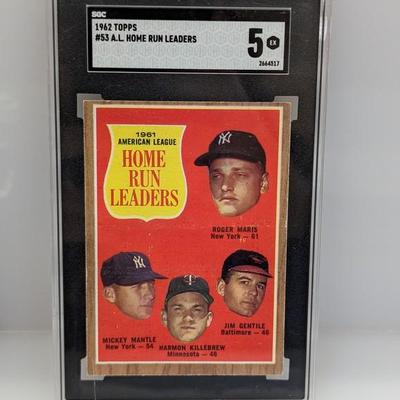 SGC
1962 TOPPS
#53 A.L. HOME RUN LEADERS
5 EX
2664517
1961
AMERICAN LEAGUE
HOME
RUN
LEADERS
ROGER MARIS
New York — 61
MICKEY MANTLE
New York — 54
HARMON KILLEBREW
Minnesota — 46
JIM GENTILE
Baltimore — 46